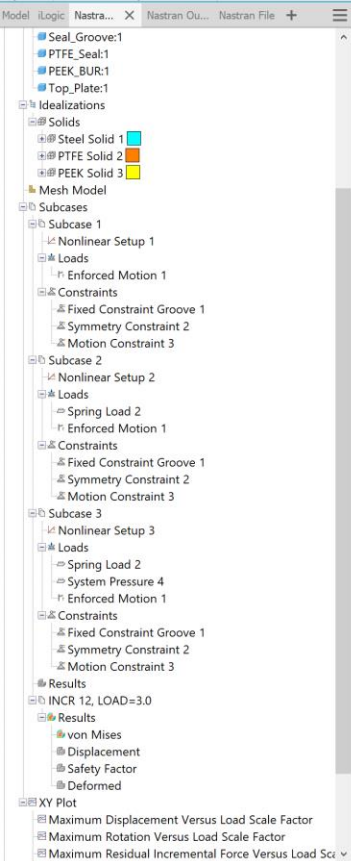 Model iLogic Nastra... X Nastran Ou... Nastran File +
Seal_Groove:1
PTFE_Seal:1
PEEK_BUR:1
Top_Plate:1
Idealizations
Solids
Steel Solid 1
PTFE Solid 2
PEEK Solid 3
Mesh Model
Subcases
Subcase 1
Nonlinear Setup 1
Loads
Enforced Motion 1
Constraints
Fixed Constraint Groove 1
Symmetry Constraint 2
Motion Constraint 3
Subcase 2
Nonlinear Setup 2
Loads
Spring Load 2
Enforced Motion 1
Constraints
Fixed Constraint Groove 1
Symmetry Constraint 2
Motion Constraint 3
Subcase 3
Nonlinear Setup 3
Loads
Spring Load 2
System Pressure 4
Enforced Motion 1
Constraints
Fixed Constraint Groove 1
Symmetry Constraint 2
Motion Constraint 3
Results
INCR 12, LOAD=3.0
Results
von Mises
Displacement
Safety Factor
Deformed
XY Plot
Maximum Displacement Versus Load Scale Factor
Maximum Rotation Versus Load Scale Factor
Maximum Residual Incremental Force Versus Load Sca